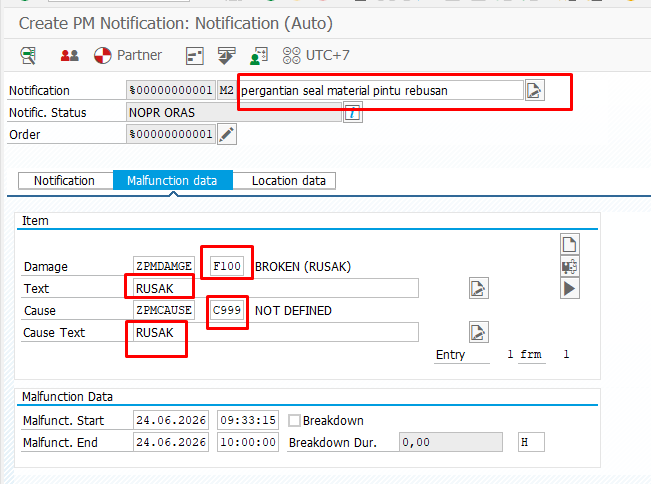 Create PM Notification: Notification (Auto)
Partner UTC+7
Notification %00000000001 M2 pergantian seal material pintu rebusan
Notific. Status NOPR ORAS
Order %00000000001
Notification Malfunction data Location data
Item
Damage ZPMDAMGE F100 BROKEN (RUSAK)
Text RUSAK
Cause ZPMCAUSE C999 NOT DEFINED
Cause Text RUSAK
Entry 1 frm 1
Malfunction Data
Malfunct. Start 24.06.2026 09:33:15 Breakdown
Malfunct. End 24.06.2026 10:00:00 Breakdown Dur. 0,00 H